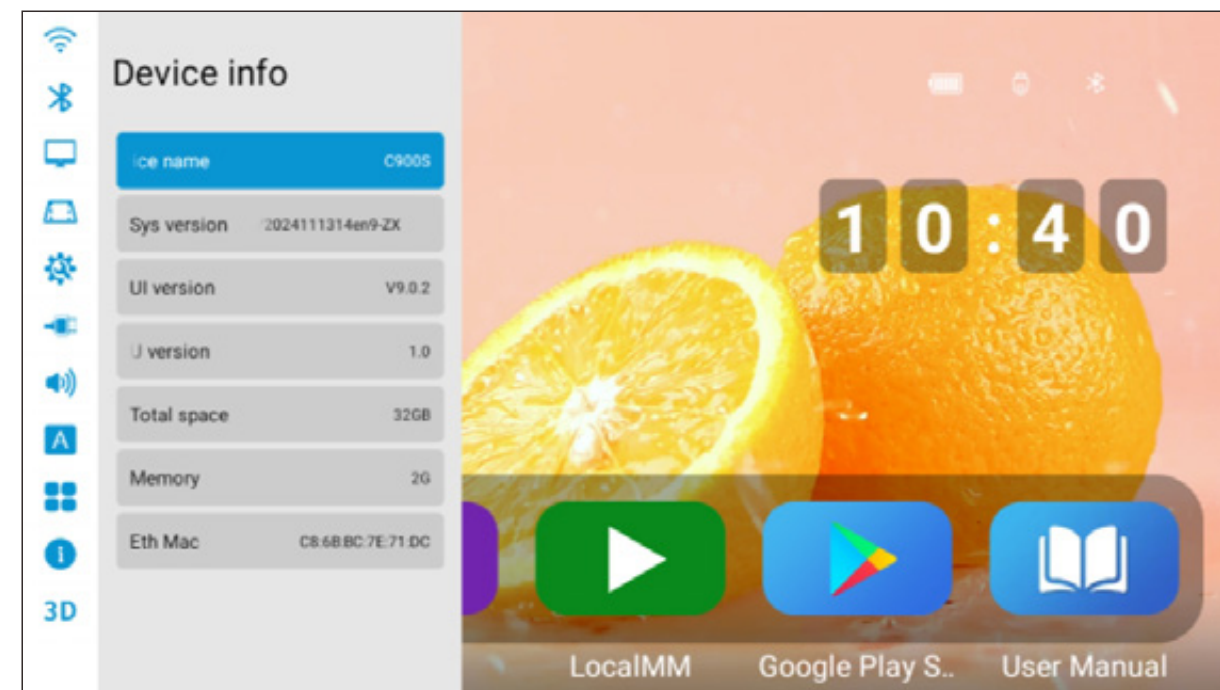 Device info
ice name C900S
Sys version 2024111314en9-ZX
UI version V9.0.2
U version 1.0
Total space 32GB
Memory 2G
Eth Mac C8:6B:BC:7E:71:DC
A
3D
10:40
LocalMM
Google Play S..
User Manual